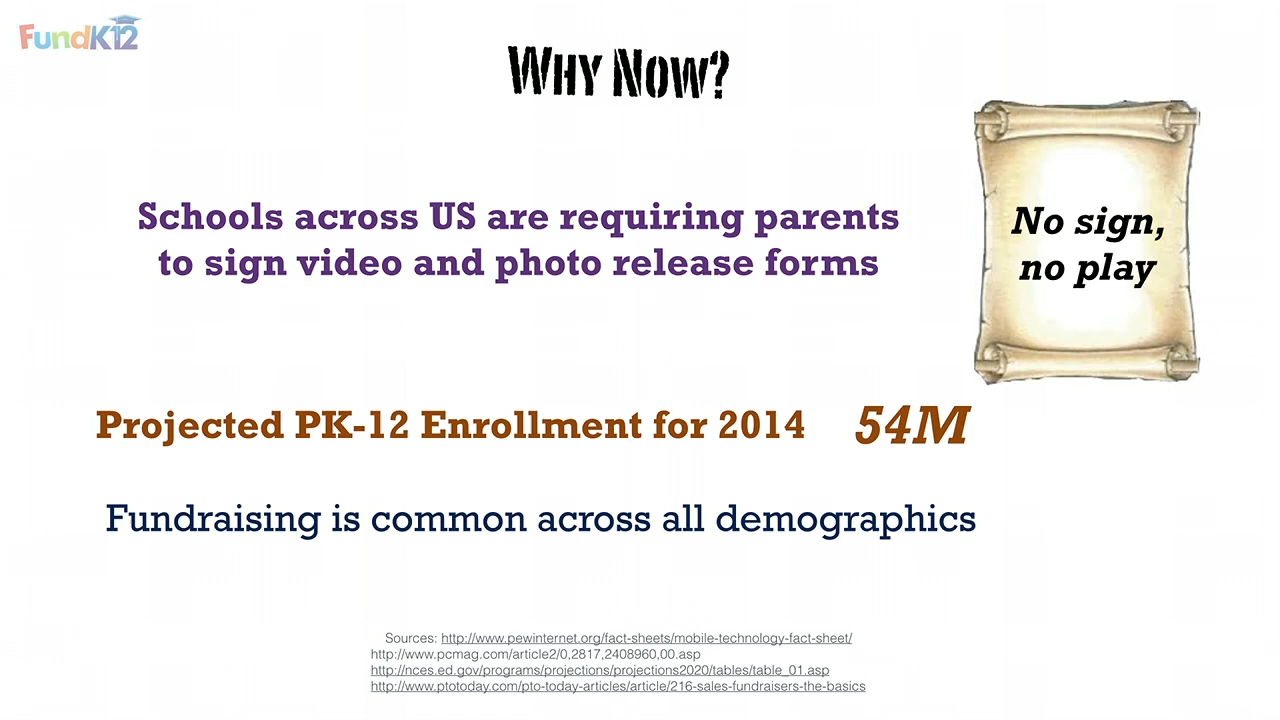 FundK12
Why Now?
Schools across US are requiring parents
to sign video and photo release forms
No sign,
no play
Projected PK-12 Enrollment for 2014 54M
Fundraising is common across all demographics
Sources: http://www.pewinternet.org/fact-sheets/mobile-technology-fact-sheet/
http://www.pcmag.com/article2/0,2817,2408960,00.asp
http://nces.ed.gov/programs/projections/projections2020/tables/table_01.asp
http://www.ptotoday.com/pto-today-articles/article/216-sales-fundraisers-the-basics